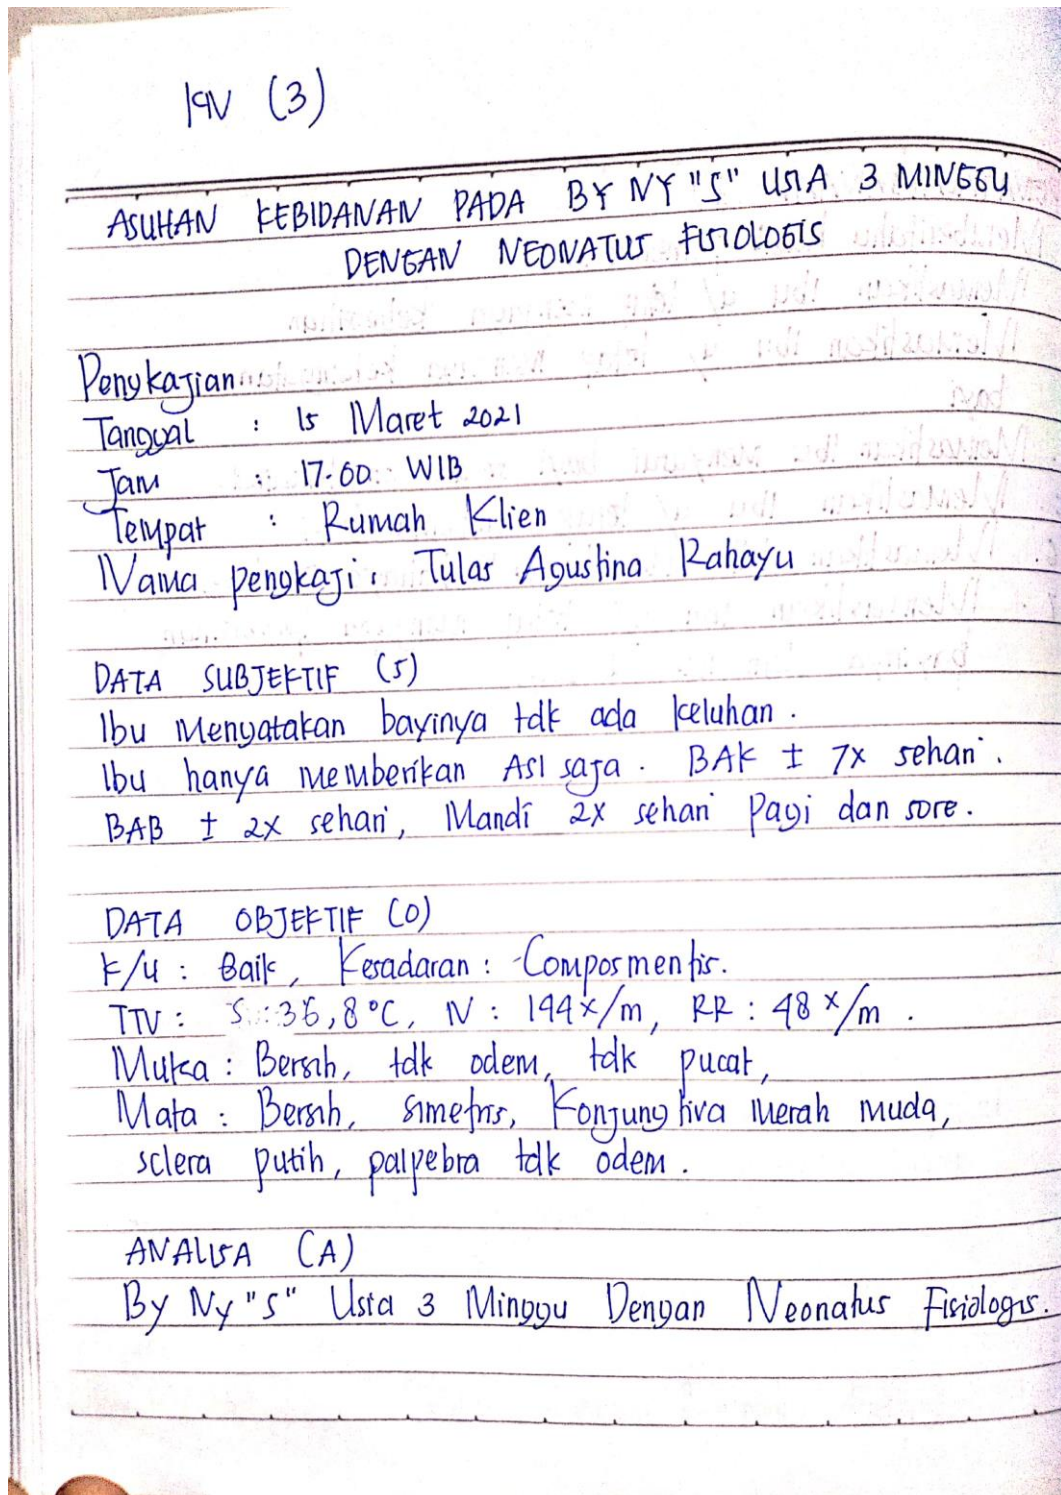 KN (3)
ASUHAN KEBIDANAN PADA BY NY "S" USIA 3 MINGGU
DENGAN NEONATUS FISIOLOGIS
Pengkajian
Tanggal : 15 Maret 2021
Jam : 17.00 WIB
Tempat : Rumah Klien
Nama pengkaji : Tulas Agustina Rahayu
DATA SUBJEKTIF (S)
Ibu Menyatakan bayinya tdk ada keluhan.
Ibu hanya memberikan ASI saja. BAK ± 7x sehari.
BAB ± 2x sehari, Mandi 2x sehari Pagi dan sore.
DATA OBJEKTIF (O)
K/U : Baik, Kesadaran : Composmentis.
TTV : S : 36,8 °C, N : 144x/m, RR : 48 x/m.
Muka : Bersih, tdk odem, tdk pucat,
Mata : Bersih, simetris, Konjungtiva merah muda,
sclera putih, palpebra tdk odem.
ANALISA (A)
By Ny "S" Usia 3 Minggu Dengan Neonatus Fisiologis.